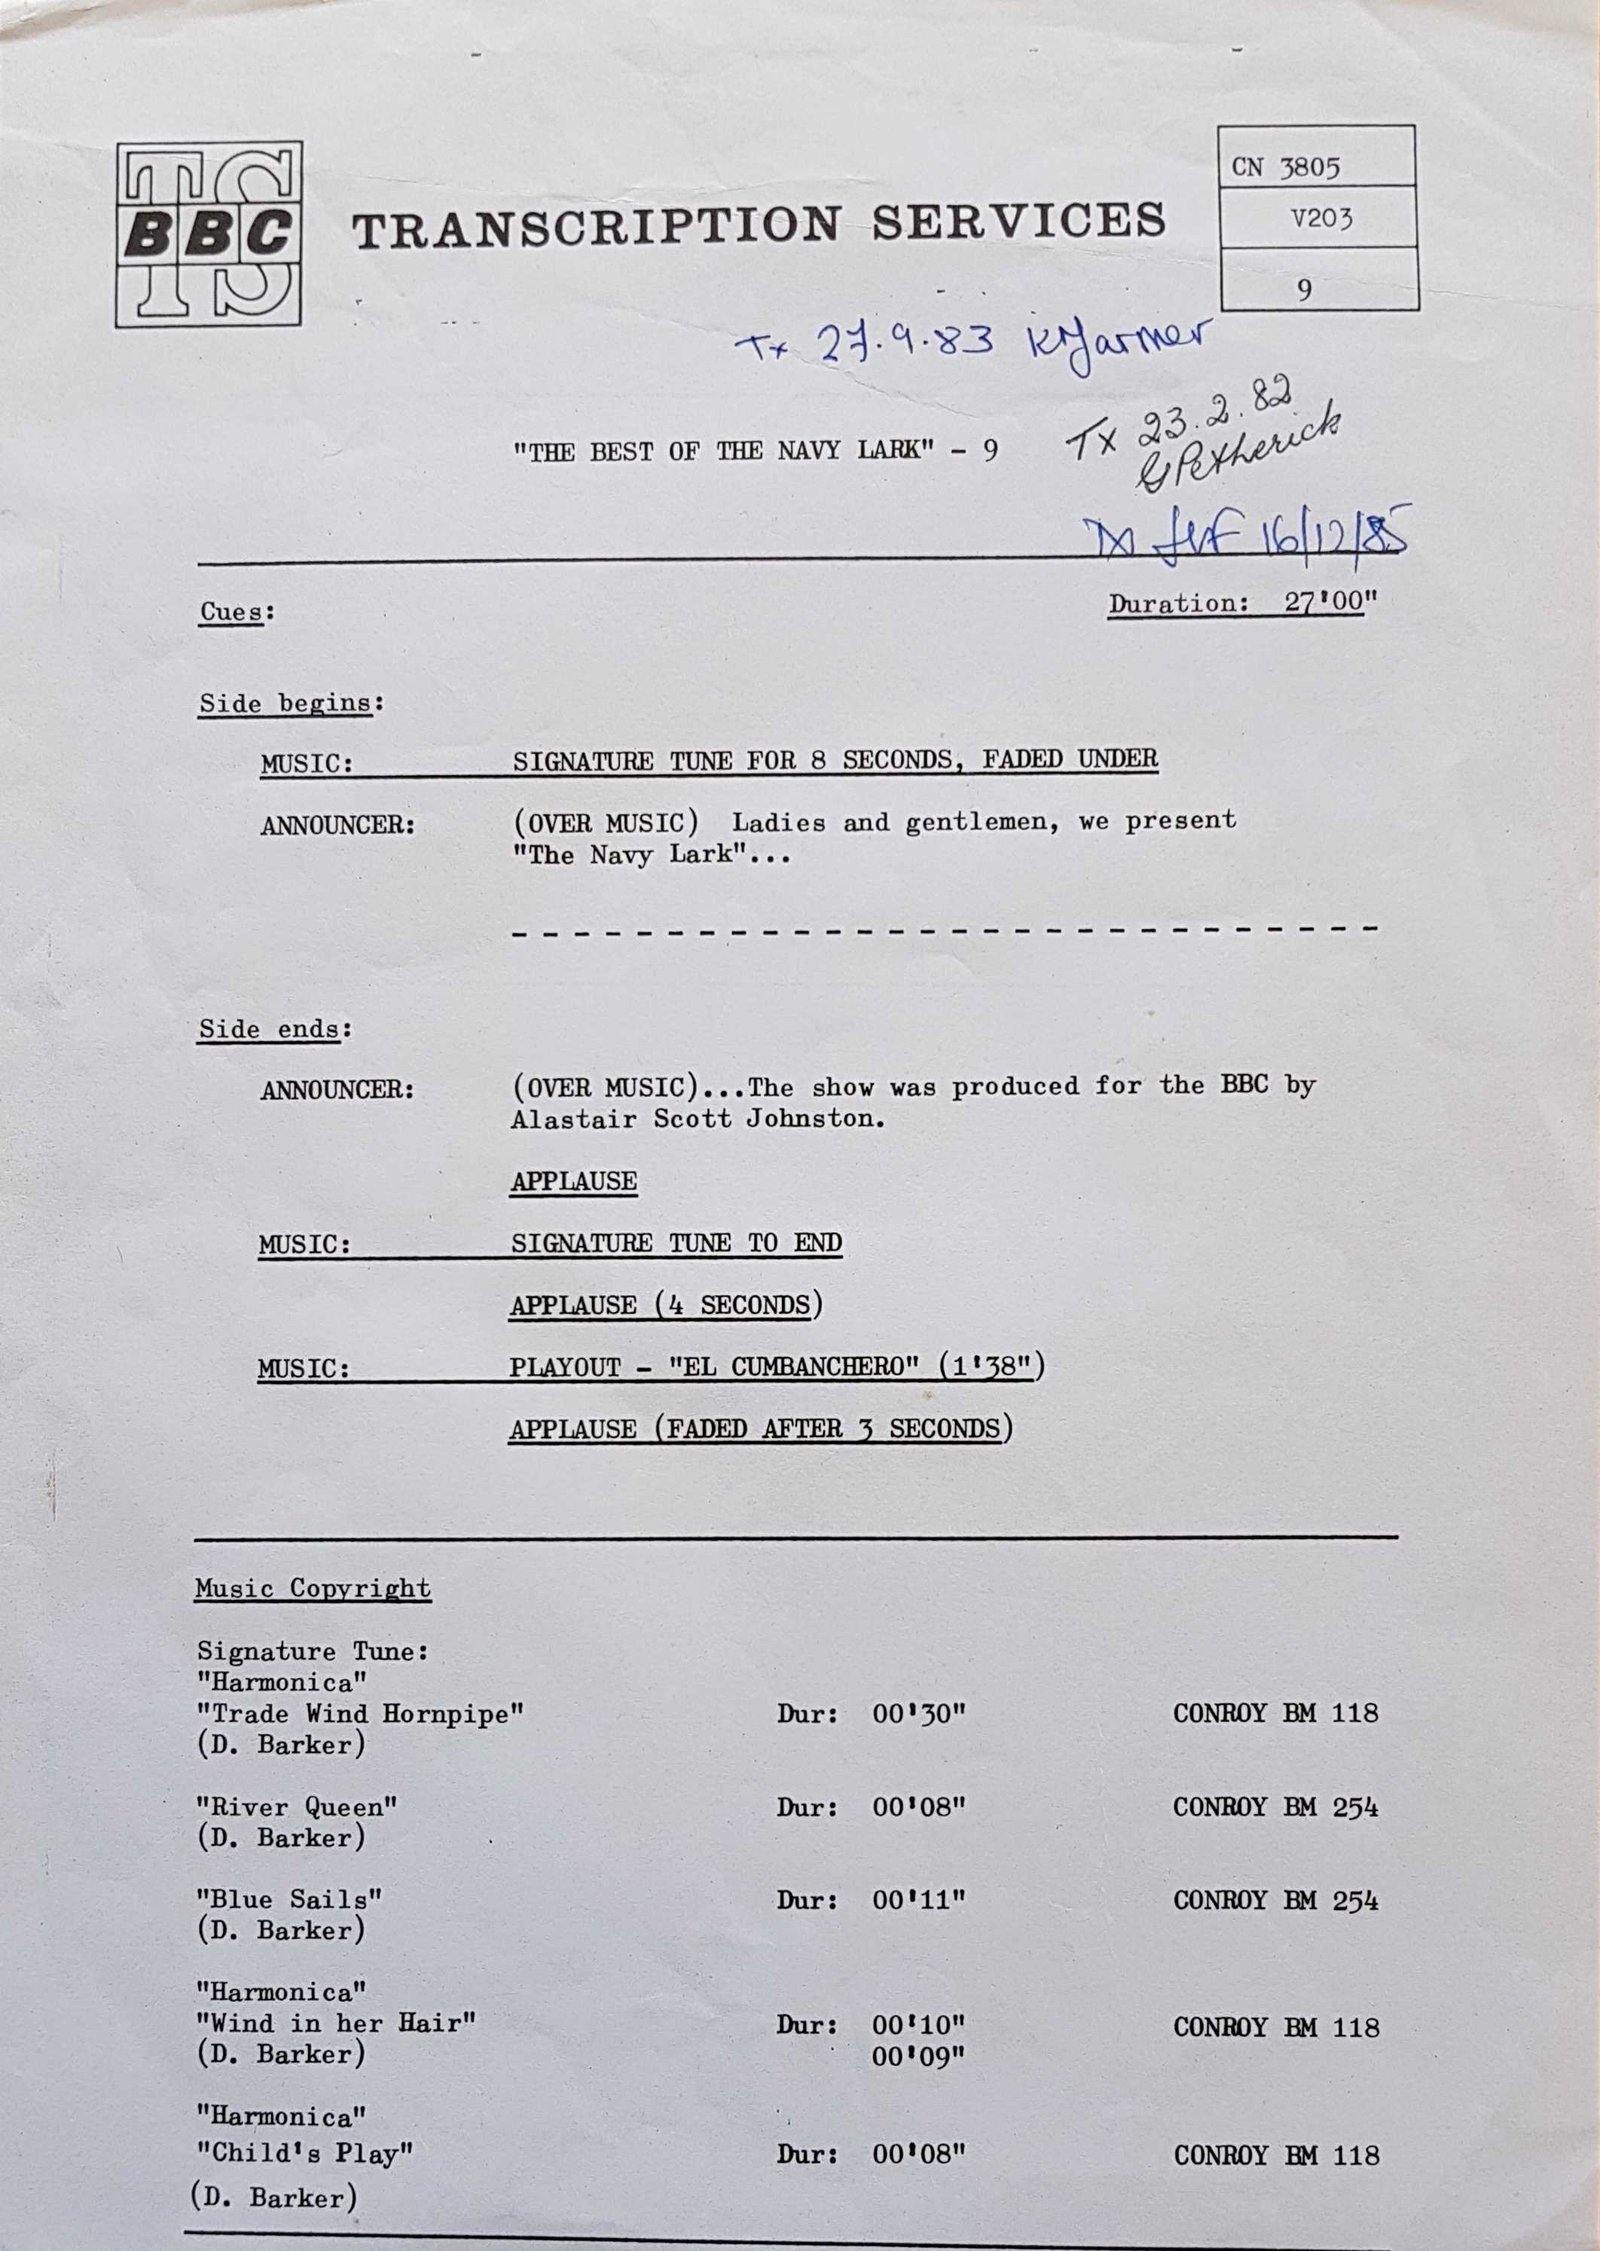 TS
BBC
TS
TRANSCRIPTION SERVICES
CN 3805
V203
9
Tx 27.9.83 KMJarmer
"THE BEST OF THE NAVY LARK" - 9
Tx 23.2.82
G Petherick
16/12/85
Cues:
Duration: 27'00"
Side begins:
MUSIC: SIGNATURE TUNE FOR 8 SECONDS, FADED UNDER
ANNOUNCER: (OVER MUSIC) Ladies and gentlemen, we present
"The Navy Lark"...
Side ends:
ANNOUNCER: (OVER MUSIC)...The show was produced for the BBC by
Alastair Scott Johnston.
APPLAUSE
MUSIC: SIGNATURE TUNE TO END
APPLAUSE (4 SECONDS)
MUSIC: PLAYOUT - "EL CUMBANCHERO" (1'38")
APPLAUSE (FADED AFTER 3 SECONDS)
Music Copyright
Signature Tune:
"Harmonica"
"Trade Wind Hornpipe" Dur: 00'30" CONROY BM 118
(D. Barker)
"River Queen" Dur: 00'08" CONROY BM 254
(D. Barker)
"Blue Sails" Dur: 00'11" CONROY BM 254
(D. Barker)
"Harmonica"
"Wind in her Hair" Dur: 00'10" CONROY BM 118
(D. Barker) 00'09"
"Harmonica"
"Child's Play" Dur: 00'08" CONROY BM 118
(D. Barker)